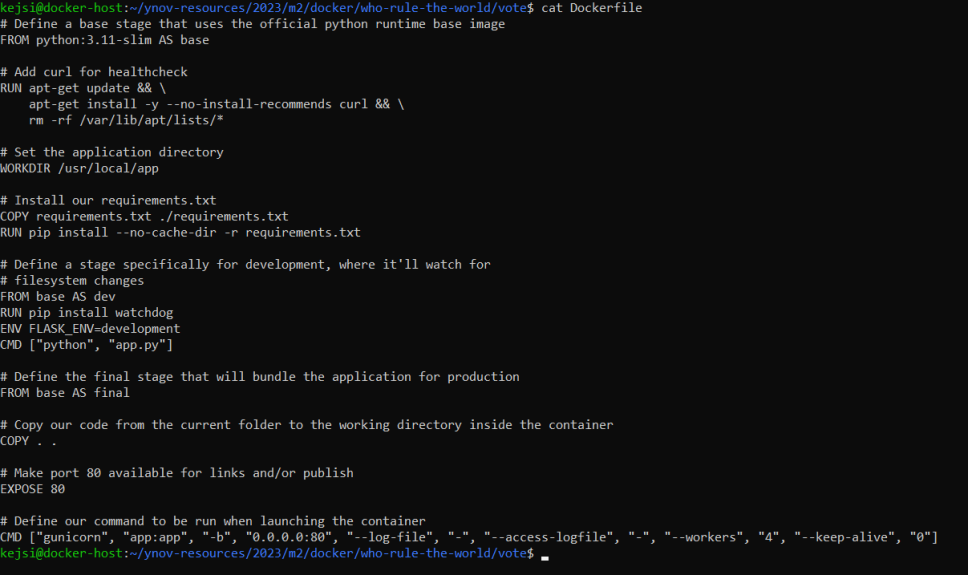 kejsi@docker-host:~/ynov-resources/2023/m2/docker/who-rule-the-world/vote$ cat Dockerfile
# Define a base stage that uses the official python runtime base image
FROM python:3.11-slim AS base

# Add curl for healthcheck
RUN apt-get update && \
    apt-get install -y --no-install-recommends curl && \
    rm -rf /var/lib/apt/lists/*

# Set the application directory
WORKDIR /usr/local/app

# Install our requirements.txt
COPY requirements.txt ./requirements.txt
RUN pip install --no-cache-dir -r requirements.txt

# Define a stage specifically for development, where it'll watch for
# filesystem changes
FROM base AS dev
RUN pip install watchdog
ENV FLASK_ENV=development
CMD ["python", "app.py"]

# Define the final stage that will bundle the application for production
FROM base AS final

# Copy our code from the current folder to the working directory inside the container
COPY . .

# Make port 80 available for links and/or publish
EXPOSE 80

# Define our command to be run when launching the container
CMD ["gunicorn", "app:app", "-b", "0.0.0.0:80", "--log-file", "-", "--access-logfile", "-", "--workers", "4", "--keep-alive", "0"]
kejsi@docker-host:~/ynov-resources/2023/m2/docker/who-rule-the-world/vote$